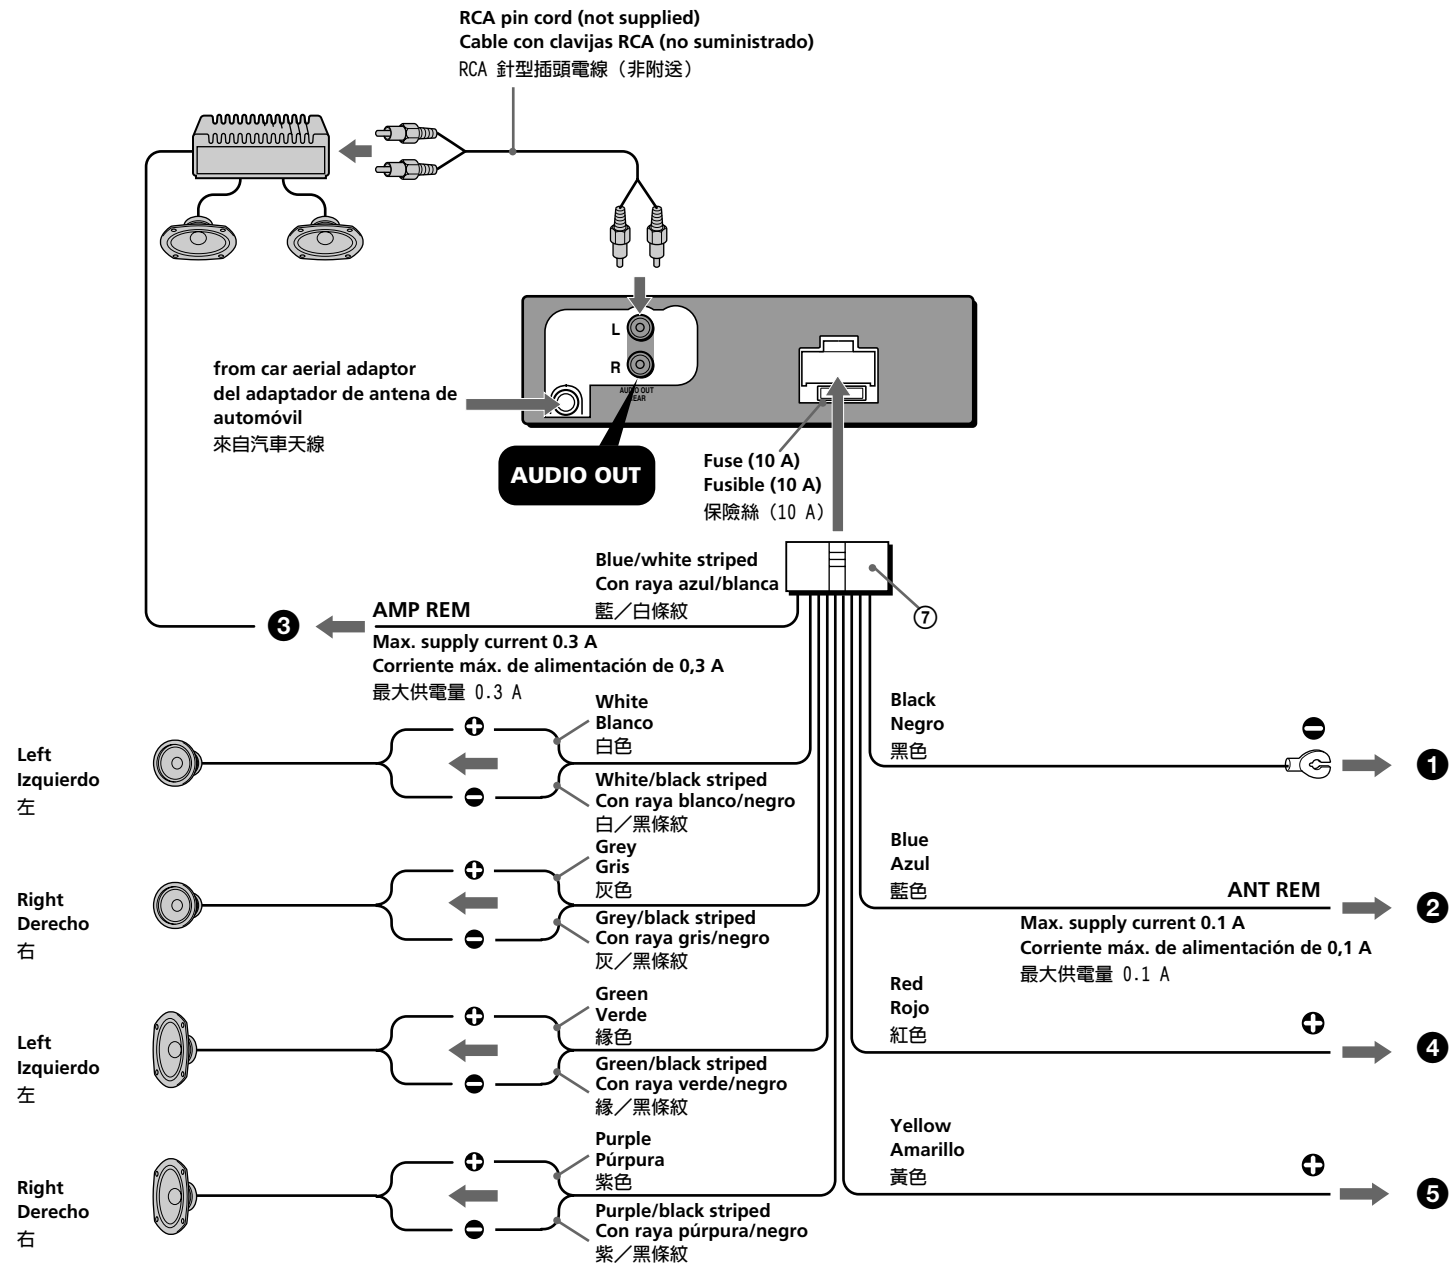 RCA pin cord (not supplied)
Cable con clavijas RCA (no suministrado)
RCA 針型插頭電線（非附送）
L
R
AUDIO OUT
REAR
from car aerial adaptor
del adaptador de antena de
automóvil
來自汽車天線
AUDIO OUT
Fuse (10 A)
Fusible (10 A)
保險絲（10 A）
Blue/white striped
Con raya azul/blanca
藍／白條紋
⑦
❸
AMP REM
Max. supply current 0.3 A
Corriente máx. de alimentación de 0,3 A
最大供電量 0.3 A
Left
Izquierdo
左
White
Blanco
白色
White/black striped
Con raya blanco/negro
白／黑條紋
Right
Derecho
右
Grey
Gris
灰色
Grey/black striped
Con raya gris/negro
灰／黑條紋
Left
Izquierdo
左
Green
Verde
緣色
Green/black striped
Con raya verde/negro
緣／黑條紋
Right
Derecho
右
Purple
Púrpura
紫色
Purple/black striped
Con raya púrpura/negro
紫／黑條紋
Black
Negro
黑色
❶
Blue
Azul
藍色
ANT REM
❷
Max. supply current 0.1 A
Corriente máx. de alimentación de 0,1 A
最大供電量 0.1 A
Red
Rojo
紅色
❹
Yellow
Amarillo
黃色
❺